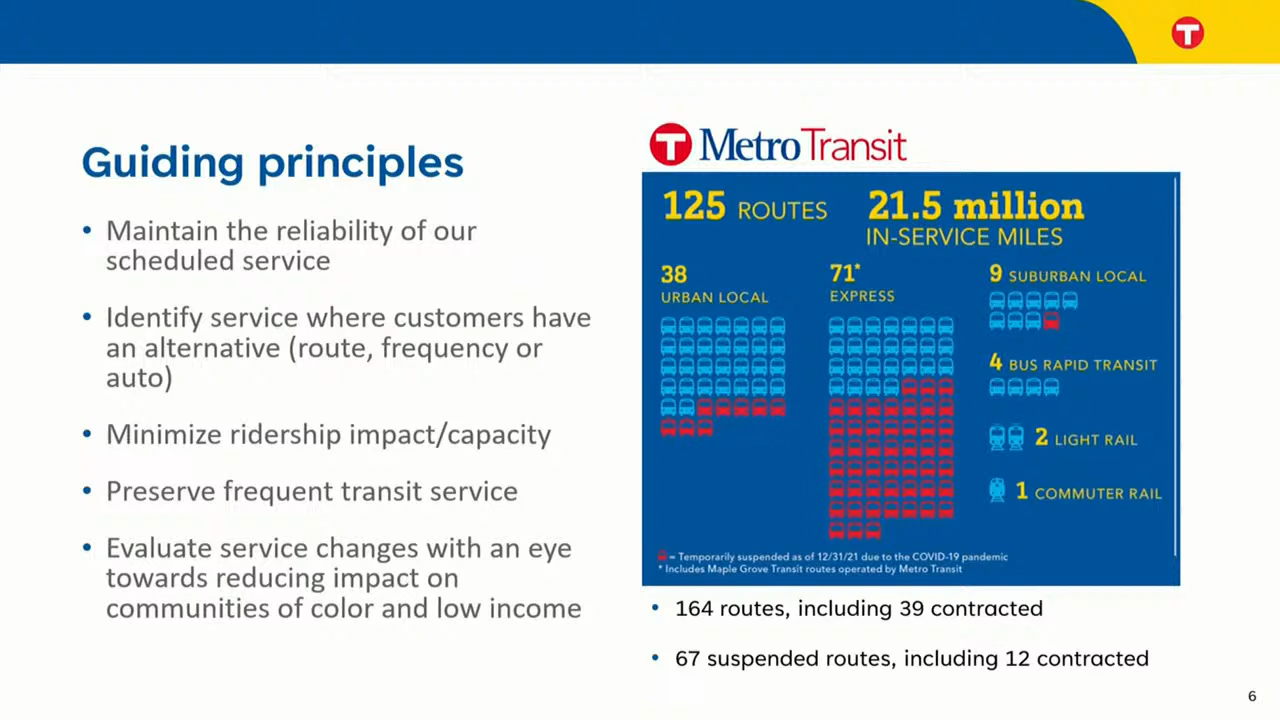 T
Guiding principles
• Maintain the reliability of our
scheduled service
• Identify service where customers have
an alternative (route, frequency or
auto)
• Minimize ridership impact/capacity
• Preserve frequent transit service
• Evaluate service changes with an eye
towards reducing impact on
communities of color and low income
T MetroTransit
125 ROUTES
21.5 million
IN-SERVICE MILES
38
URBAN LOCAL
71*
EXPRESS
9 SUBURBAN LOCAL
4 BUS RAPID TRANSIT
2 LIGHT RAIL
1 COMMUTER RAIL
= Temporarily suspended as of 12/31/21 due to the COVID-19 pandemic
* Includes Maple Grove Transit routes operated by Metro Transit
• 164 routes, including 39 contracted
• 67 suspended routes, including 12 contracted
6